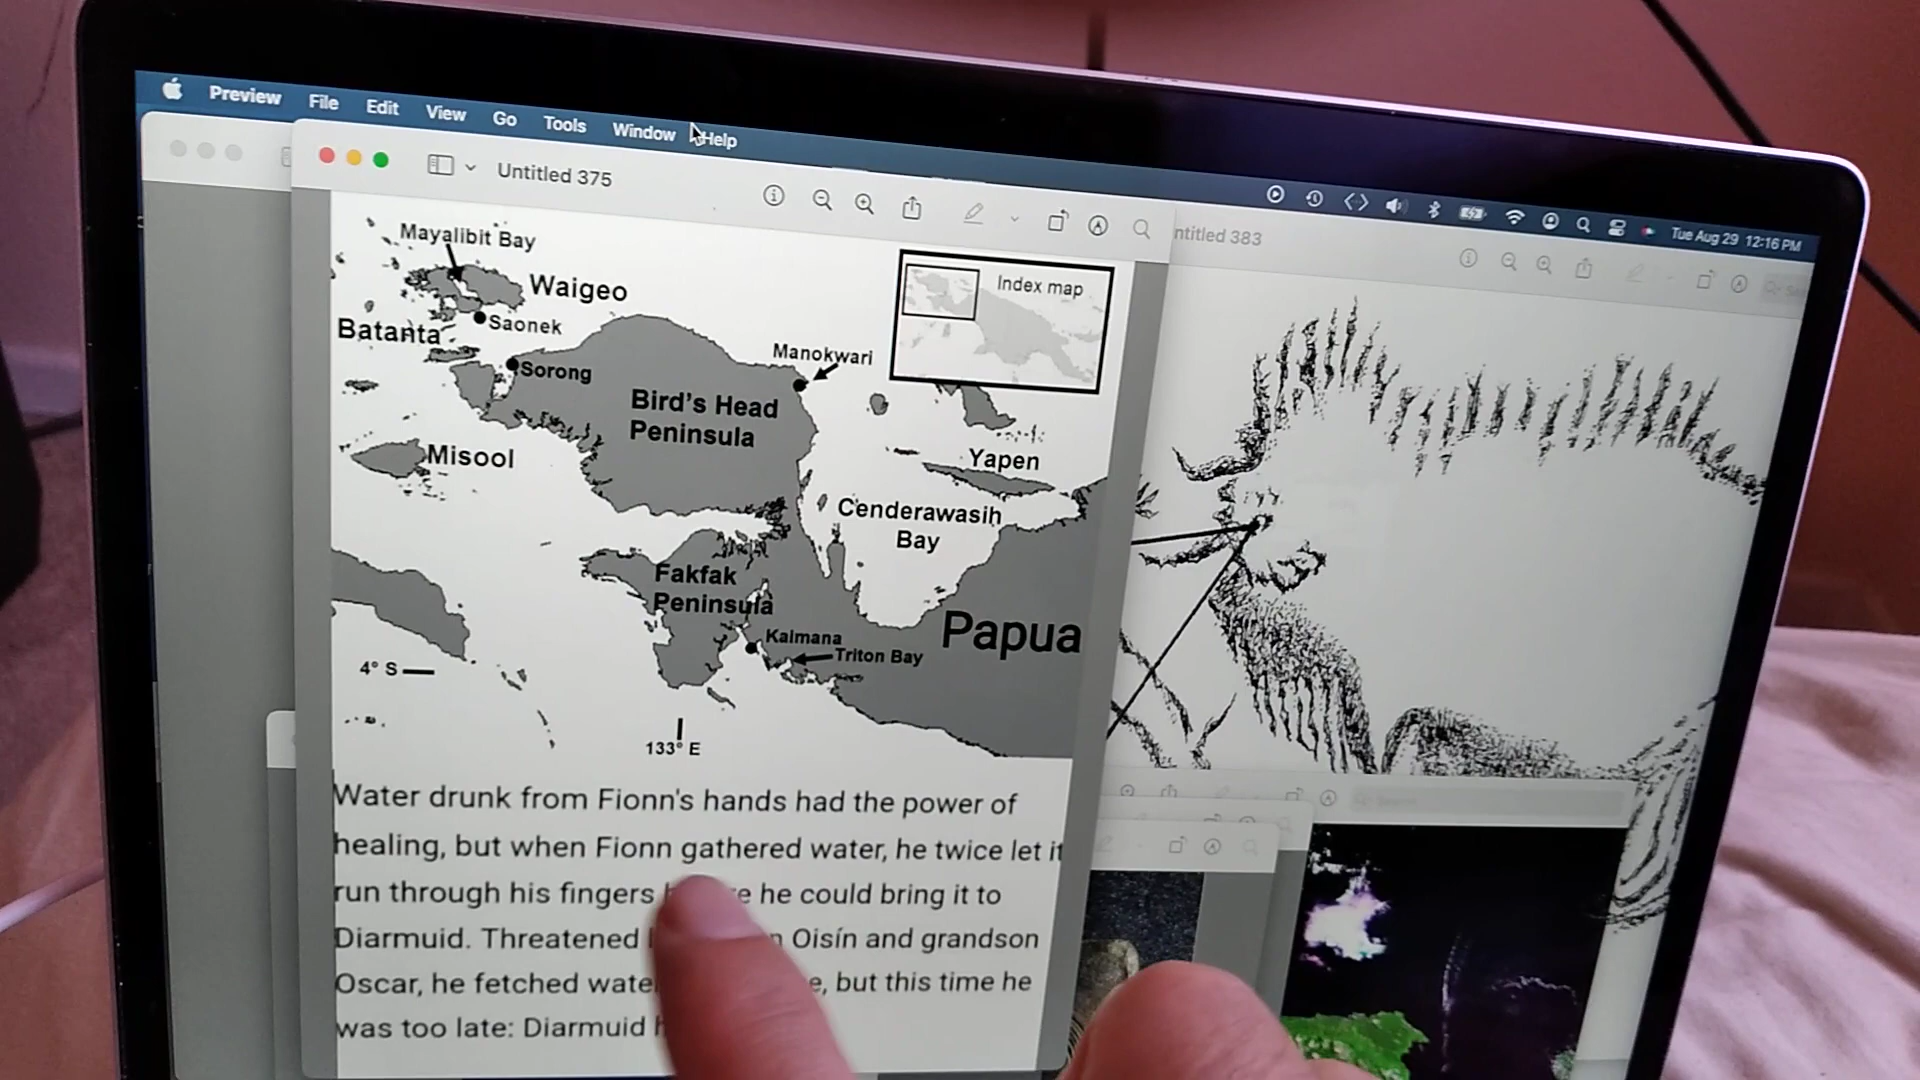 Preview File Edit View Go Tools Window Help
Tue Aug 29 12:16 PM
Untitled 375
ntitled 383
Mayalibit Bay
Waigeo
Index map
Batanta
Saonek
Sorong
Manokwari
Bird's Head
Peninsula
Misool
Yapen
Cenderawasih
Bay
Fakfak
Peninsula
Papua
Kaimana
Triton Bay
4° S
133° E
Water drunk from Fionn's hands had the power of
healing, but when Fionn gathered water, he twice let it
run through his fingers he could bring it to
Diarmuid. Threatened Oisín and grandson
Oscar, he fetched wate but this time he
was too late: Diarmuid